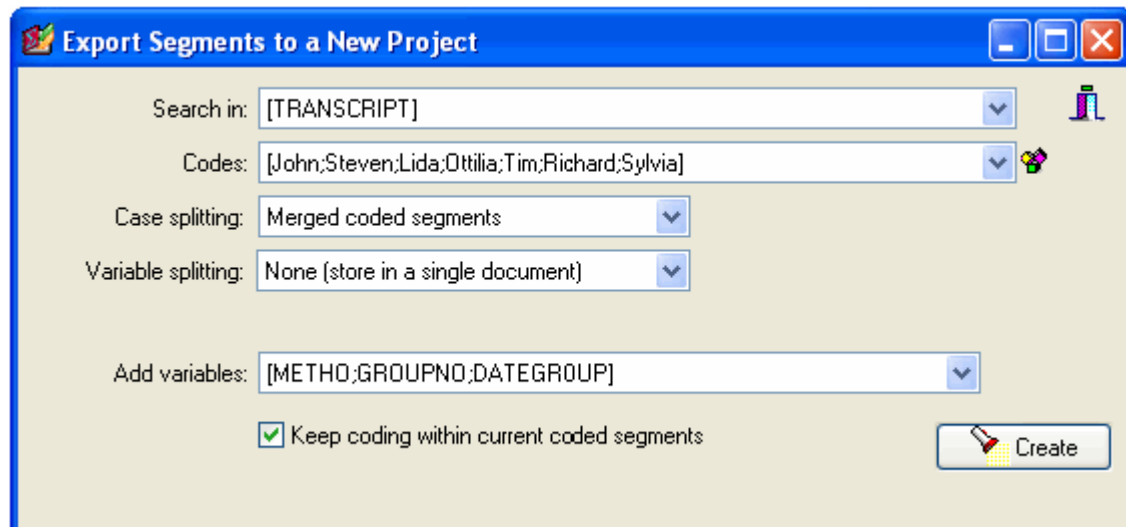 Export Segments to a New Project
Search in: [TRANSCRIPT]
Codes: [John;Steven;Lida;Ottilia;Tim;Richard;Sylvia]
Case splitting: Merged coded segments
Variable splitting: None (store in a single document)
Add variables: [METHO;GROUPNO;DATEGR0UP]
Keep coding within current coded segments
Create